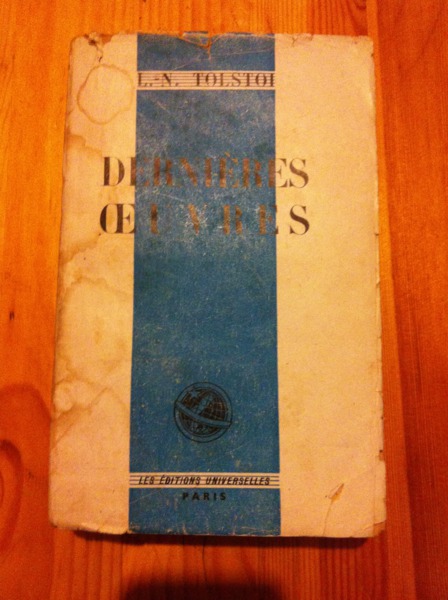 L.-N. TOLSTOI
DERNIÈRES
ŒUVRES
LES ÉDITIONS UNIVERSELLES
PARIS